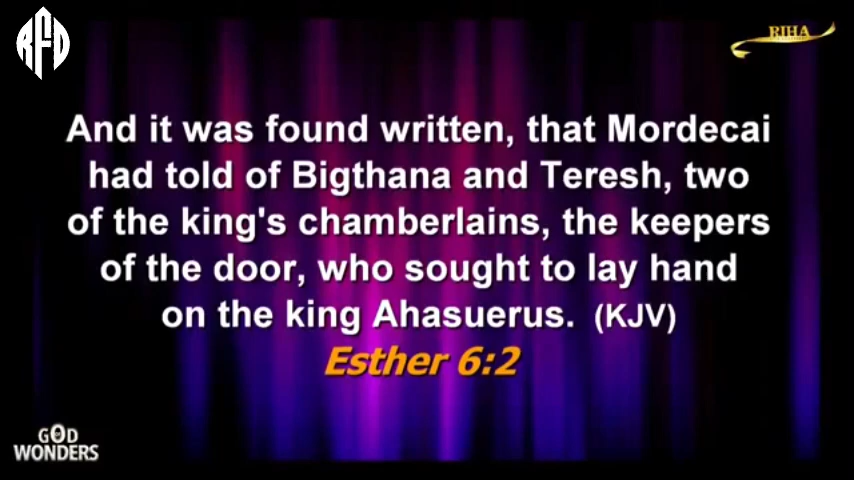 RFD
RIHA
And it was found written, that Mordecai
had told of Bigthana and Teresh, two
of the king's chamberlains, the keepers
of the door, who sought to lay hand
on the king Ahasuerus. (KJV)
Esther 6:2
GOD
WONDERS